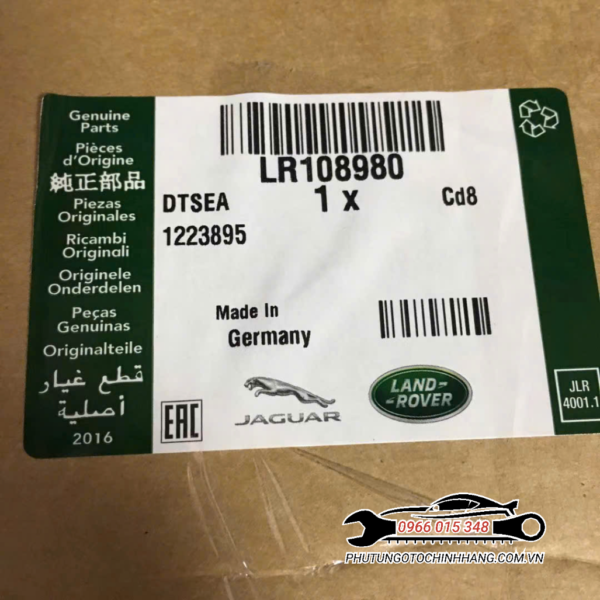 Genuine
Parts
Pièces
d'Origine
純正部品
Piezas
Originales
Ricambi
Originali
Originele
Onderdelen
Peças
Genuinas
Originalteile
قطع غيار
أصلية
2016
LR108980
DTSEA
1 x
Cd8
1223895
Made In
Germany
EAC
JAGUAR
LAND
ROVER
JLR
4001.1
0966 015 348
PHUTUNGOTOCHINHHANG.COM.VN